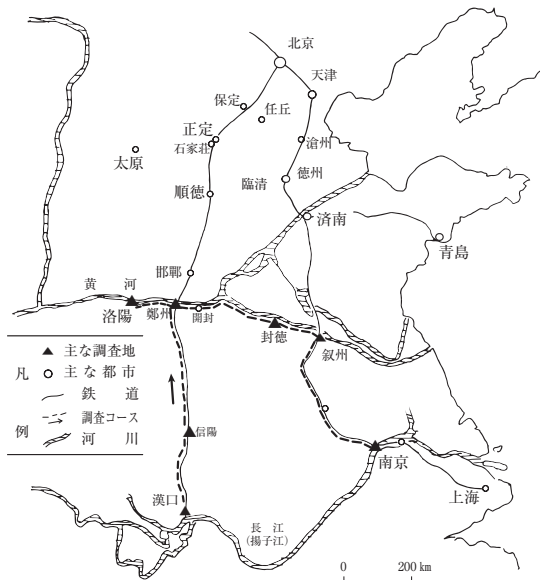 北京
天津
保定
任丘
正定
石家荘
滄州
太原
順徳
臨清
徳州
済南
青島
邯鄲
黄河
洛陽
鄭州
開封
封徳
叙州
凡例
▲ 主な調査地
○ 主な都市
鉄道
調査コース
河川
信陽
南京
漢口
上海
長江
(揚子江)
0 200 km